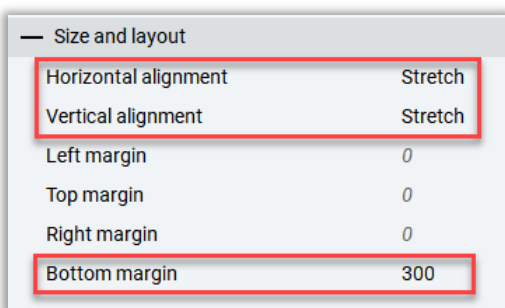 Size and layout
Horizontal alignment Stretch
Vertical alignment Stretch
Left margin 0
Top margin 0
Right margin 0
Bottom margin 300